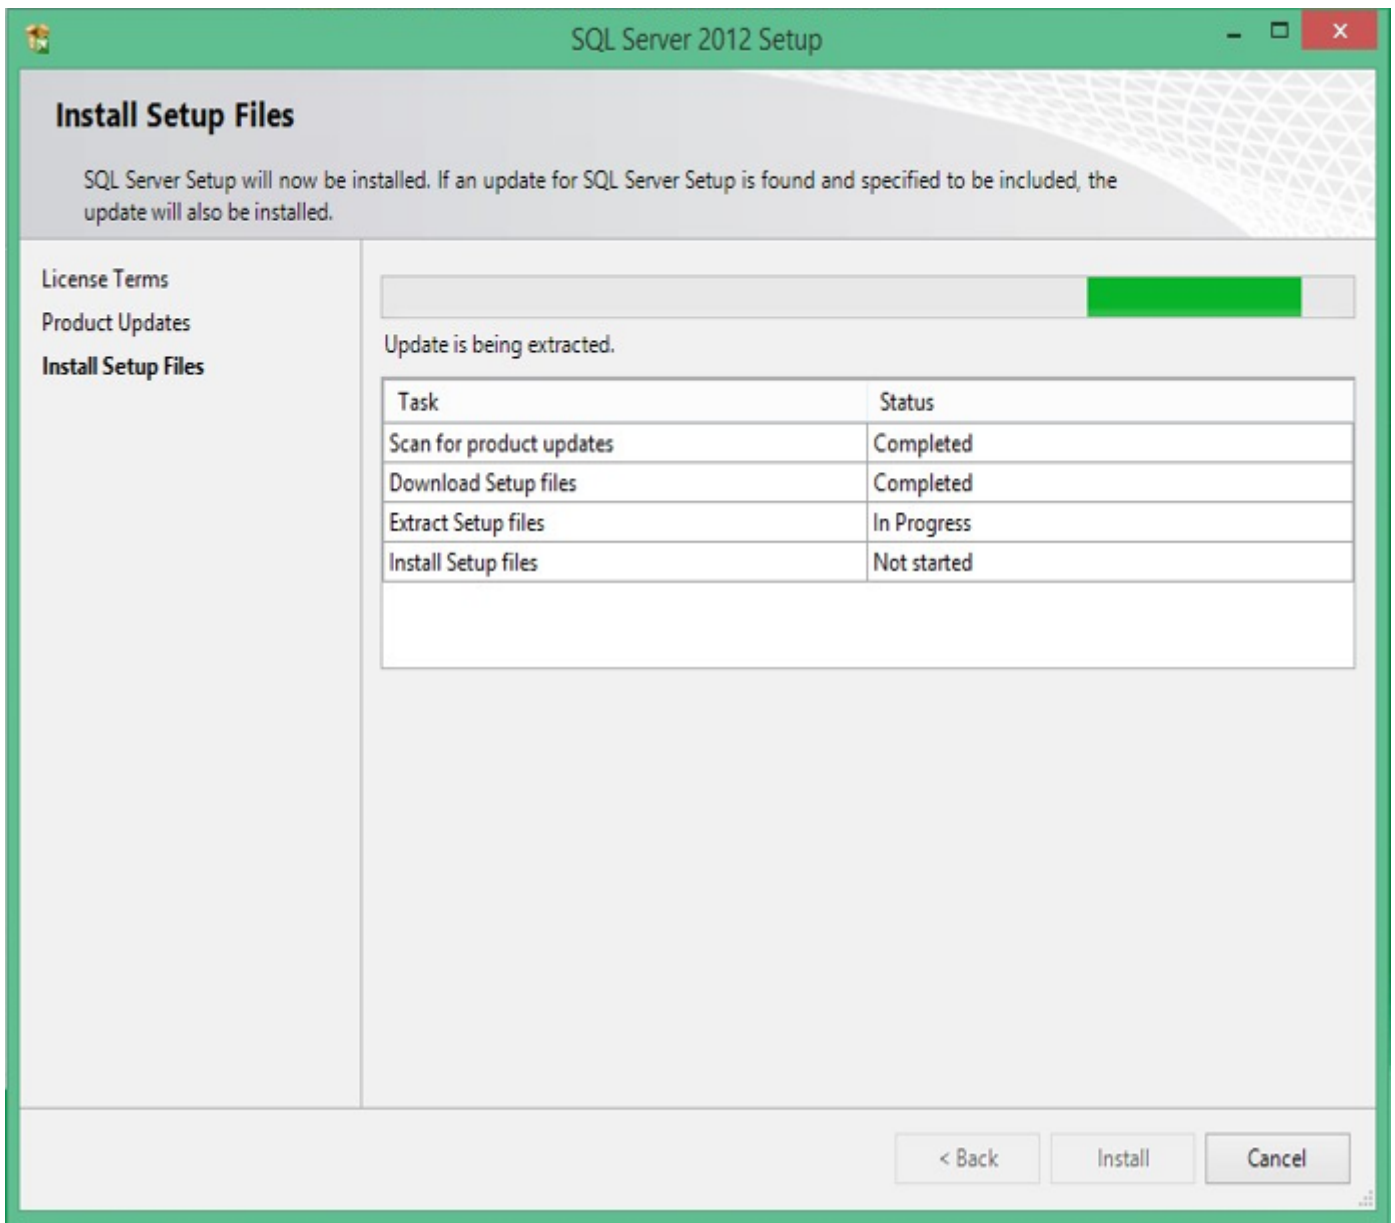 SQL Server 2012 Setup
Install Setup Files
SQL Server Setup will now be installed. If an update for SQL Server Setup is found and specified to be included, the
update will also be installed.
License Terms
Product Updates
Install Setup Files
Update is being extracted.
Task Status
Scan for product updates Completed
Download Setup files Completed
Extract Setup files In Progress
Install Setup files Not started
< Back Install Cancel